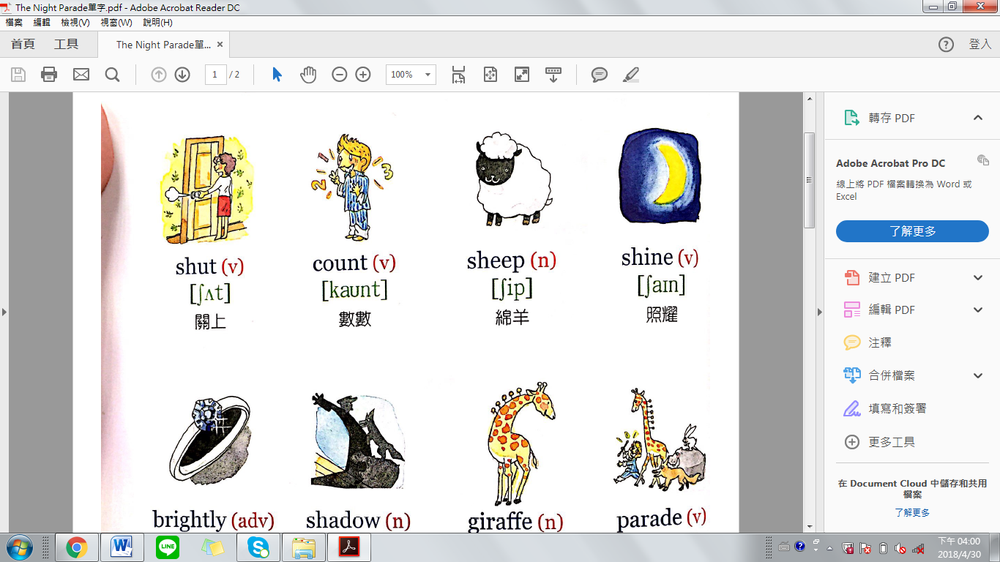 The Night Parade單字.pdf - Adobe Acrobat Reader DC
檔案 編輯 檢視(V) 視窗(W) 說明(H)
首頁 工具 The Night Parade單... × ? 登入
1 / 2 100%
轉存 PDF
Adobe Acrobat Pro DC
線上將 PDF 檔案轉換為 Word 或
Excel
了解更多
建立 PDF
編輯 PDF
注釋
合併檔案
填寫和簽署
更多工具
在 Document Cloud 中儲存和共用
檔案
了解更多
1 2 3
shut (v) count (v) sheep (n) shine (v)
[ʃʌt] [kaʊnt] [ʃip] [ʃaɪn]
關上 數數 綿羊 照耀
brightly (adv) shadow (n) giraffe (n) parade (v)
LINE
下午 04:00
2018/4/30